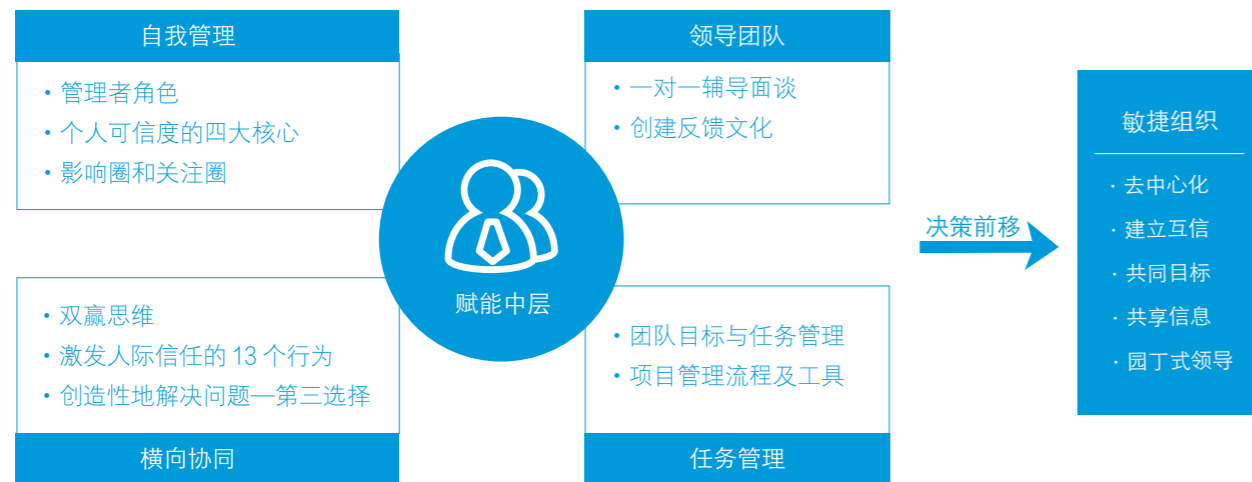 自我管理
・管理者角色
・个人可信度的四大核心
・影响圈和关注圈
领导团队
・一对一辅导面谈
・创建反馈文化
赋能中层
・双赢思维
・激发人际信任的 13 个行为
・创造性地解决问题—第三选择
横向协同
・团队目标与任务管理
・项目管理流程及工具
任务管理
决策前移
敏捷组织
· 去中心化
· 建立互信
· 共同目标
· 共享信息
· 园丁式领导